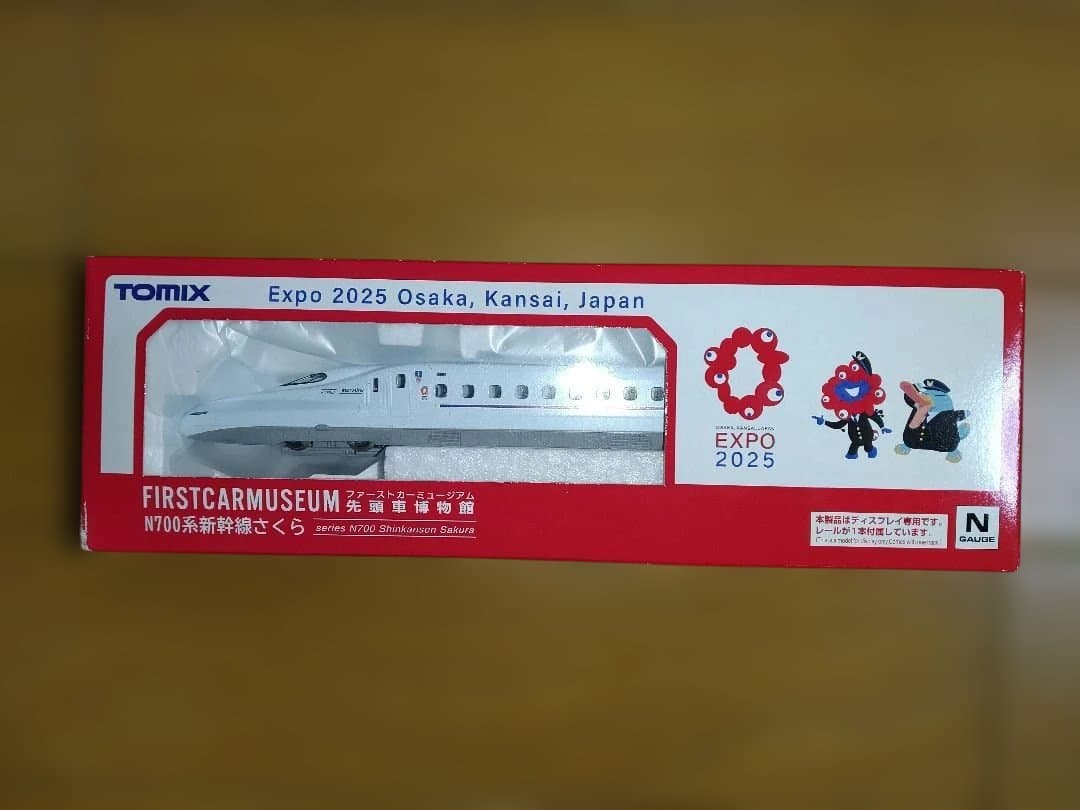 TOMIX
Expo 2025 Osaka, Kansai, Japan
OSAKA, KANSAI, JAPAN
EXPO
2025
FIRSTCARMUSEUM
ファーストカーミュージアム
先頭車博物館
N700系新幹線さくら
series N700 Shinkansen Sakura
本製品はディスプレイ専用です。
レールが1本付属しています。
N
GAUGE